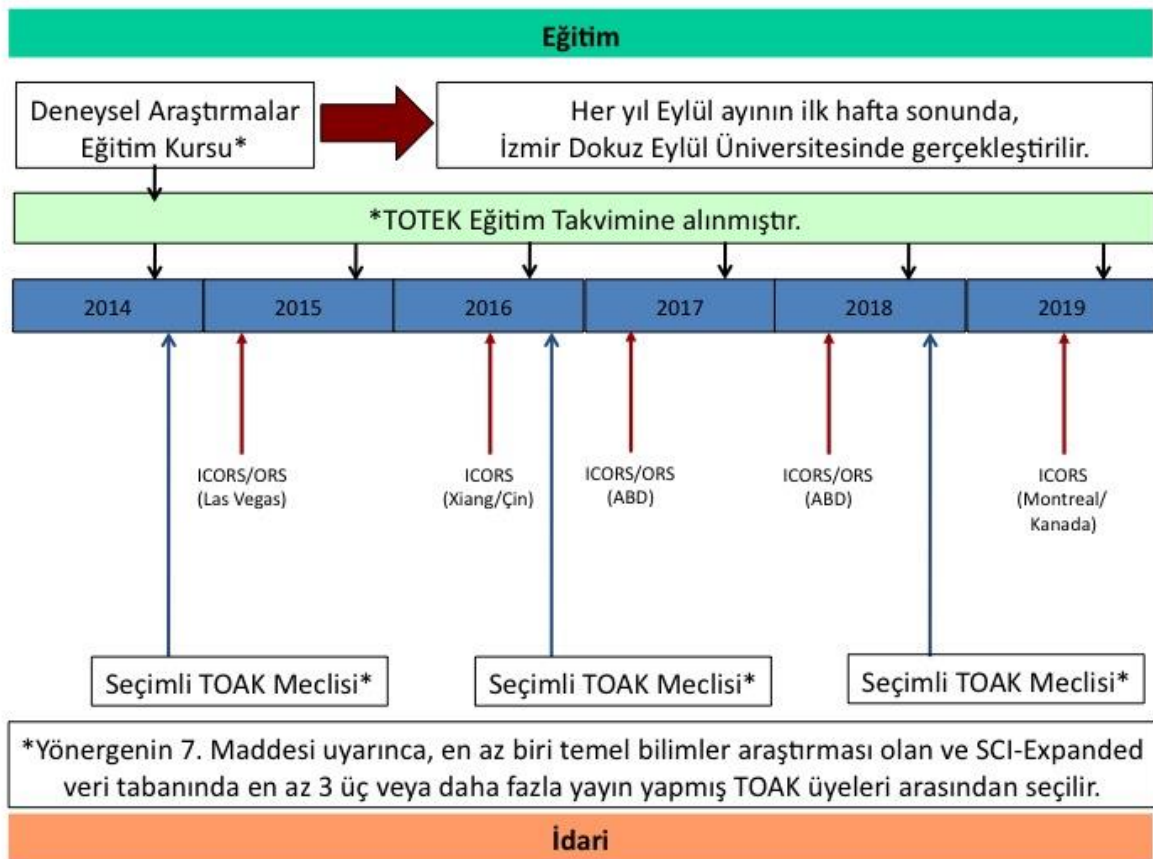 Eğitim
Deneysel Araştırmalar
Eğitim Kursu*
Her yıl Eylül ayının ilk hafta sonunda,
İzmir Dokuz Eylül Üniversitesinde gerçekleştirilir.
*TOTEK Eğitim Takvimine alınmıştır.
2014
2015
2016
2017
2018
2019
ICORS/ORS
(Las Vegas)
ICORS
(Xiang/Çin)
ICORS/ORS
(ABD)
ICORS/ORS
(ABD)
ICORS
(Montreal/
Kanada)
Seçimli TOAK Meclisi*
Seçimli TOAK Meclisi*
Seçimli TOAK Meclisi*
*Yönergenin 7. Maddesi uyarınca, en az biri temel bilimler araştırması olan ve SCI-Expanded
veri tabanında en az 3 üç veya daha fazla yayın yapmış TOAK üyeleri arasından seçilir.
İdari